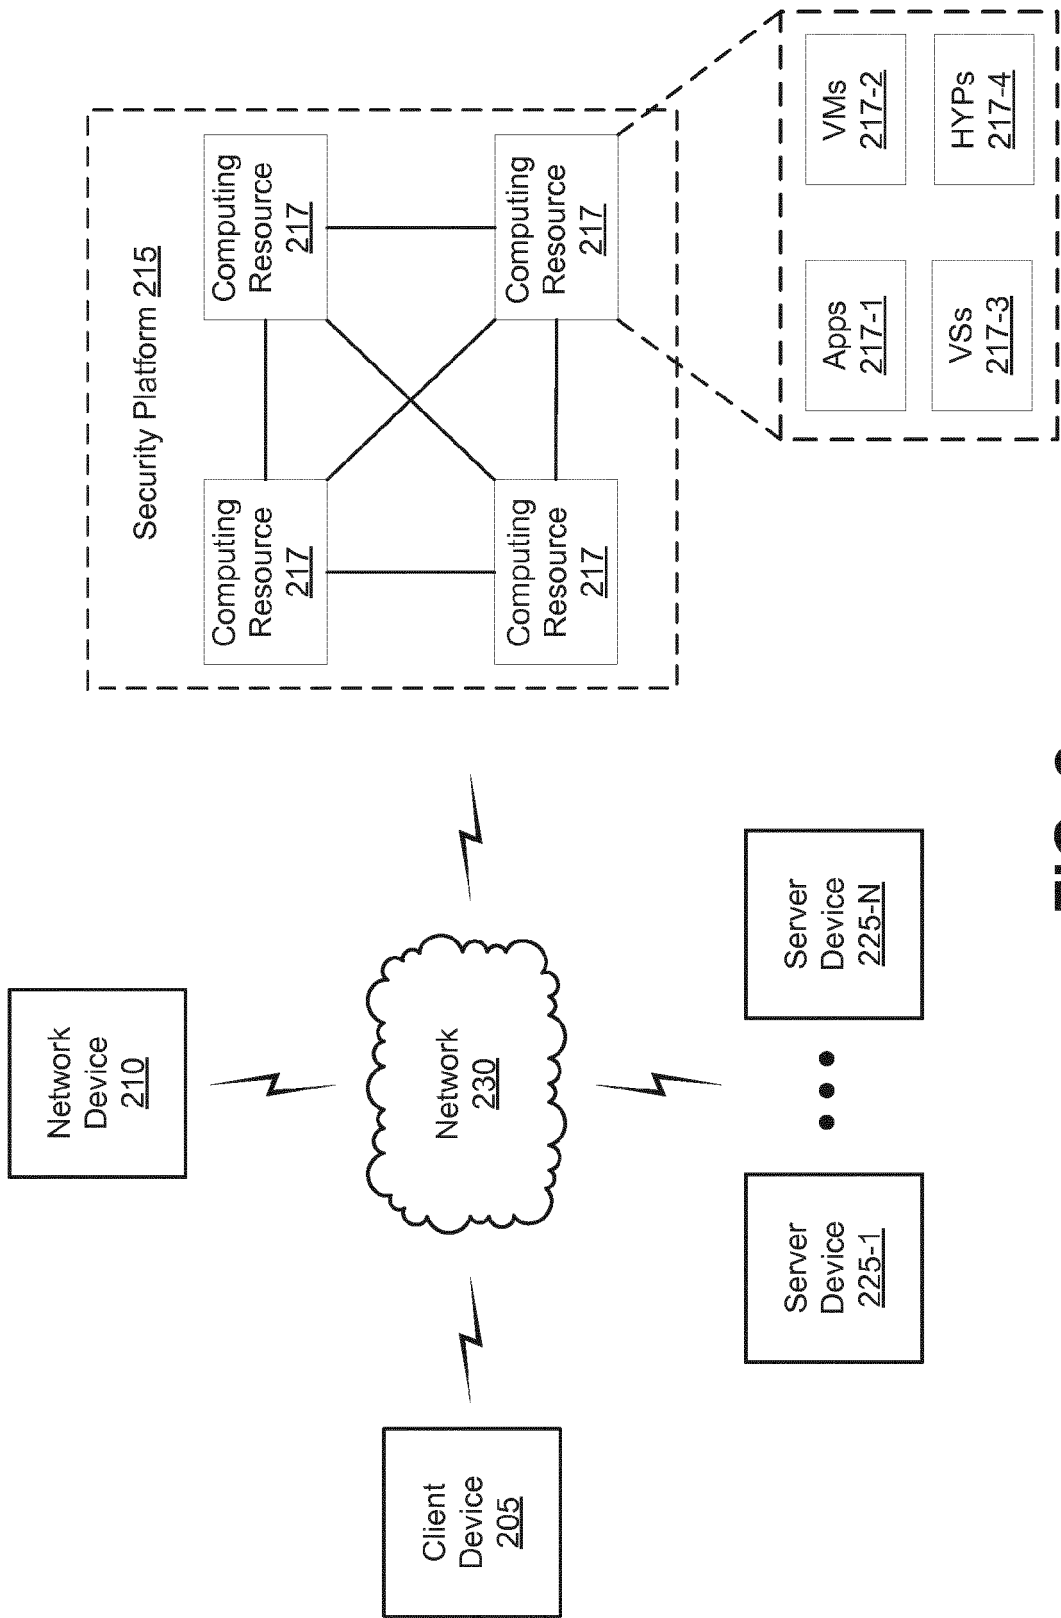 Network
Device
210
Security Platform 215
Computing
Resource
217
Computing
Resource
217
Client
Device
205
Network
230
Computing
Resource
217
Computing
Resource
217
Server
Device
225-1
Server
Device
225-N
Apps
217-1
VMs
217-2
VSs
217-3
HYPs
217-4